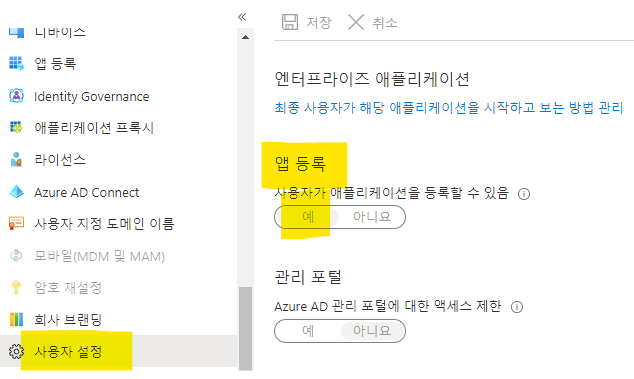 디바이스
앱 등록
Identity Governance
애플리케이션 프록시
라이선스
Azure AD Connect
사용자 지정 도메인 이름
모바일(MDM 및 MAM)
암호 재설정
회사 브랜딩
사용자 설정
저장 취소
엔터프라이즈 애플리케이션
최종 사용자가 해당 애플리케이션을 시작하고 보는 방법 관리
앱 등록
사용자가 애플리케이션을 등록할 수 있음
예 아니요
관리 포털
Azure AD 관리 포털에 대한 액세스 제한
예 아니요